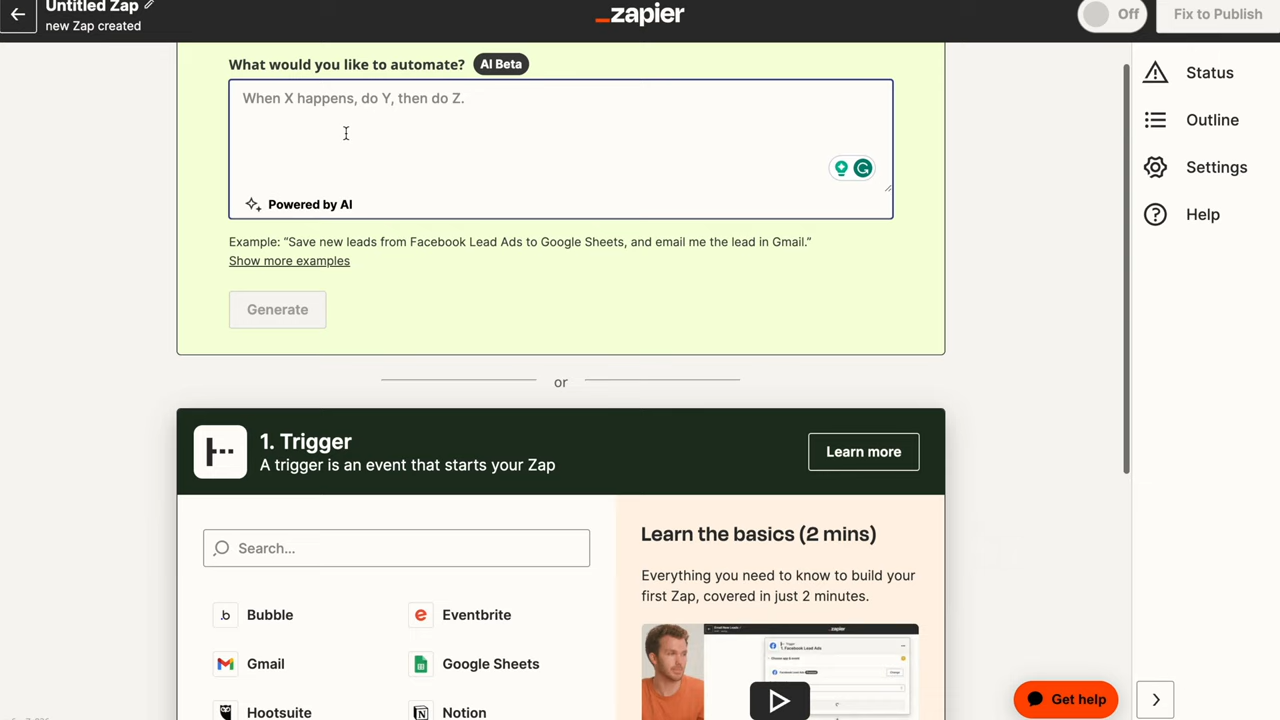 Untitled Zap
new Zap created
_zapier
Off
Fix to Publish
What would you like to automate?
AI Beta
When X happens, do Y, then do Z.
Powered by AI
Example: “Save new leads from Facebook Lead Ads to Google Sheets, and email me the lead in Gmail.”
Show more examples
Generate
Status
Outline
Settings
Help
or
1. Trigger
A trigger is an event that starts your Zap
Learn more
Search...
Bubble
Eventbrite
Gmail
Google Sheets
Hootsuite
Notion
Learn the basics (2 mins)
Everything you need to know to build your
first Zap, covered in just 2 minutes.
Get help